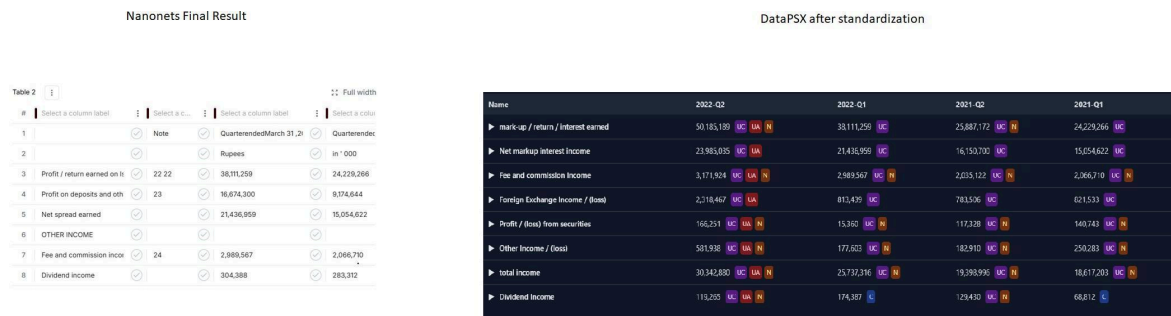 Nanonets Final Result
DataPSX after standardization
Table 2
Full width
# Select a column label Select a c... Select a column label Select a colu
1 Note QuarterendedMarch 31 ,2 Quarterended
2 Rupees in ' 000
3 Profit / return earned on Is 22 22 38,111,259 24,229,266
4 Profit on deposits and oth 23 16,674,300 9,174,644
5 Net spread earned 21,436,959 15,054,622
6 OTHER INCOME
7 Fee and commission incor 24 2,989,567 2,066,710
8 Dividend income 304,388 283,312
Name 2022-Q2 2022-Q1 2021-Q2 2021-Q1
mark-up / return / interest earned 50,185,189 UC UA N 38,111,259 UC 25,887,172 UC N 24,229,266 UC
Net markup interest income 23,985,035 UC UA 21,436,959 UC 16,150,700 UC 15,054,622 UC
Fee and commission Income 3,171,924 UC UA N 2,989,567 UC N 2,035,122 UC N 2,066,710 UC N
Foreign Exchange Income / (loss) 2,318,467 UC UA 813,439 UC 783,506 UC 821,533 UC
Profit / (loss) from securities 166,251 UC UA N 15,360 UC N 117,328 UC N 140,743 UC N
Other Income / (loss) 581,938 UC UA N 177,603 UC N 182,910 UC N 250,283 UC N
total income 30,342,880 UC UA N 25,737,316 UC N 19,398,996 UC N 18,617,203 UC N
Dividend Income 119,265 UC UA N 174,387 C 129,430 UC N 68,812 C